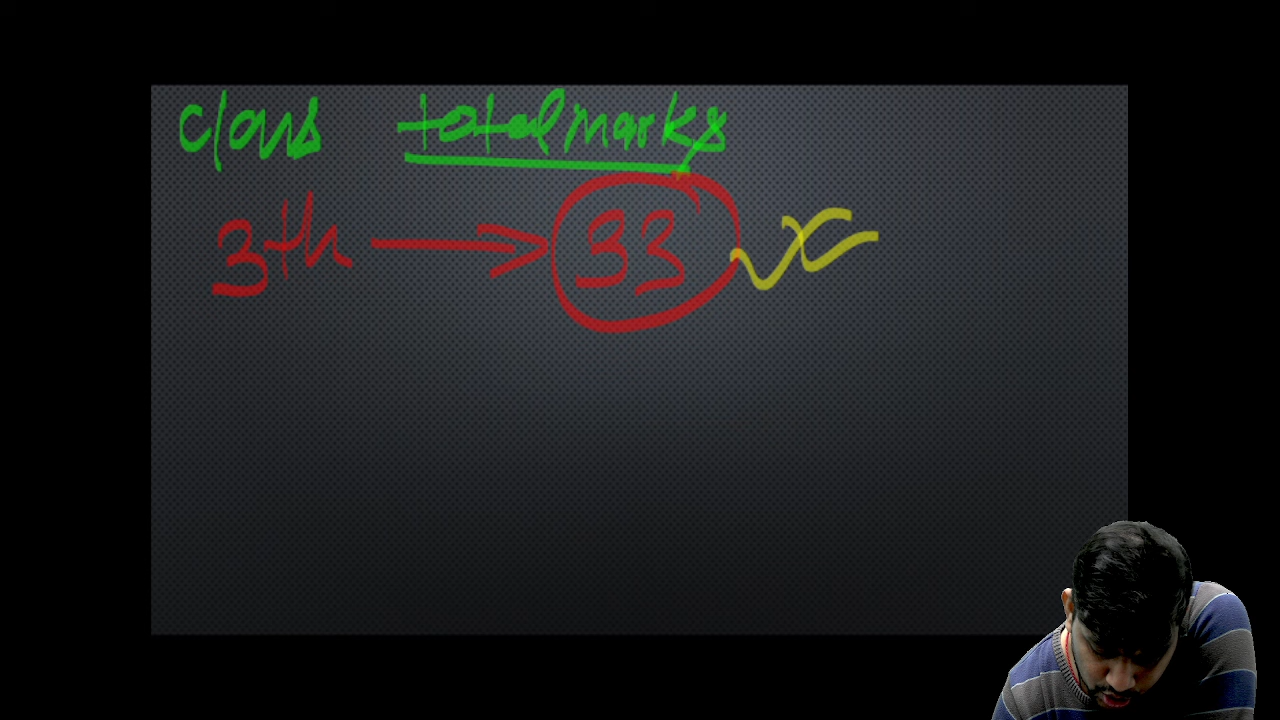 class total marks
3th → 33 x